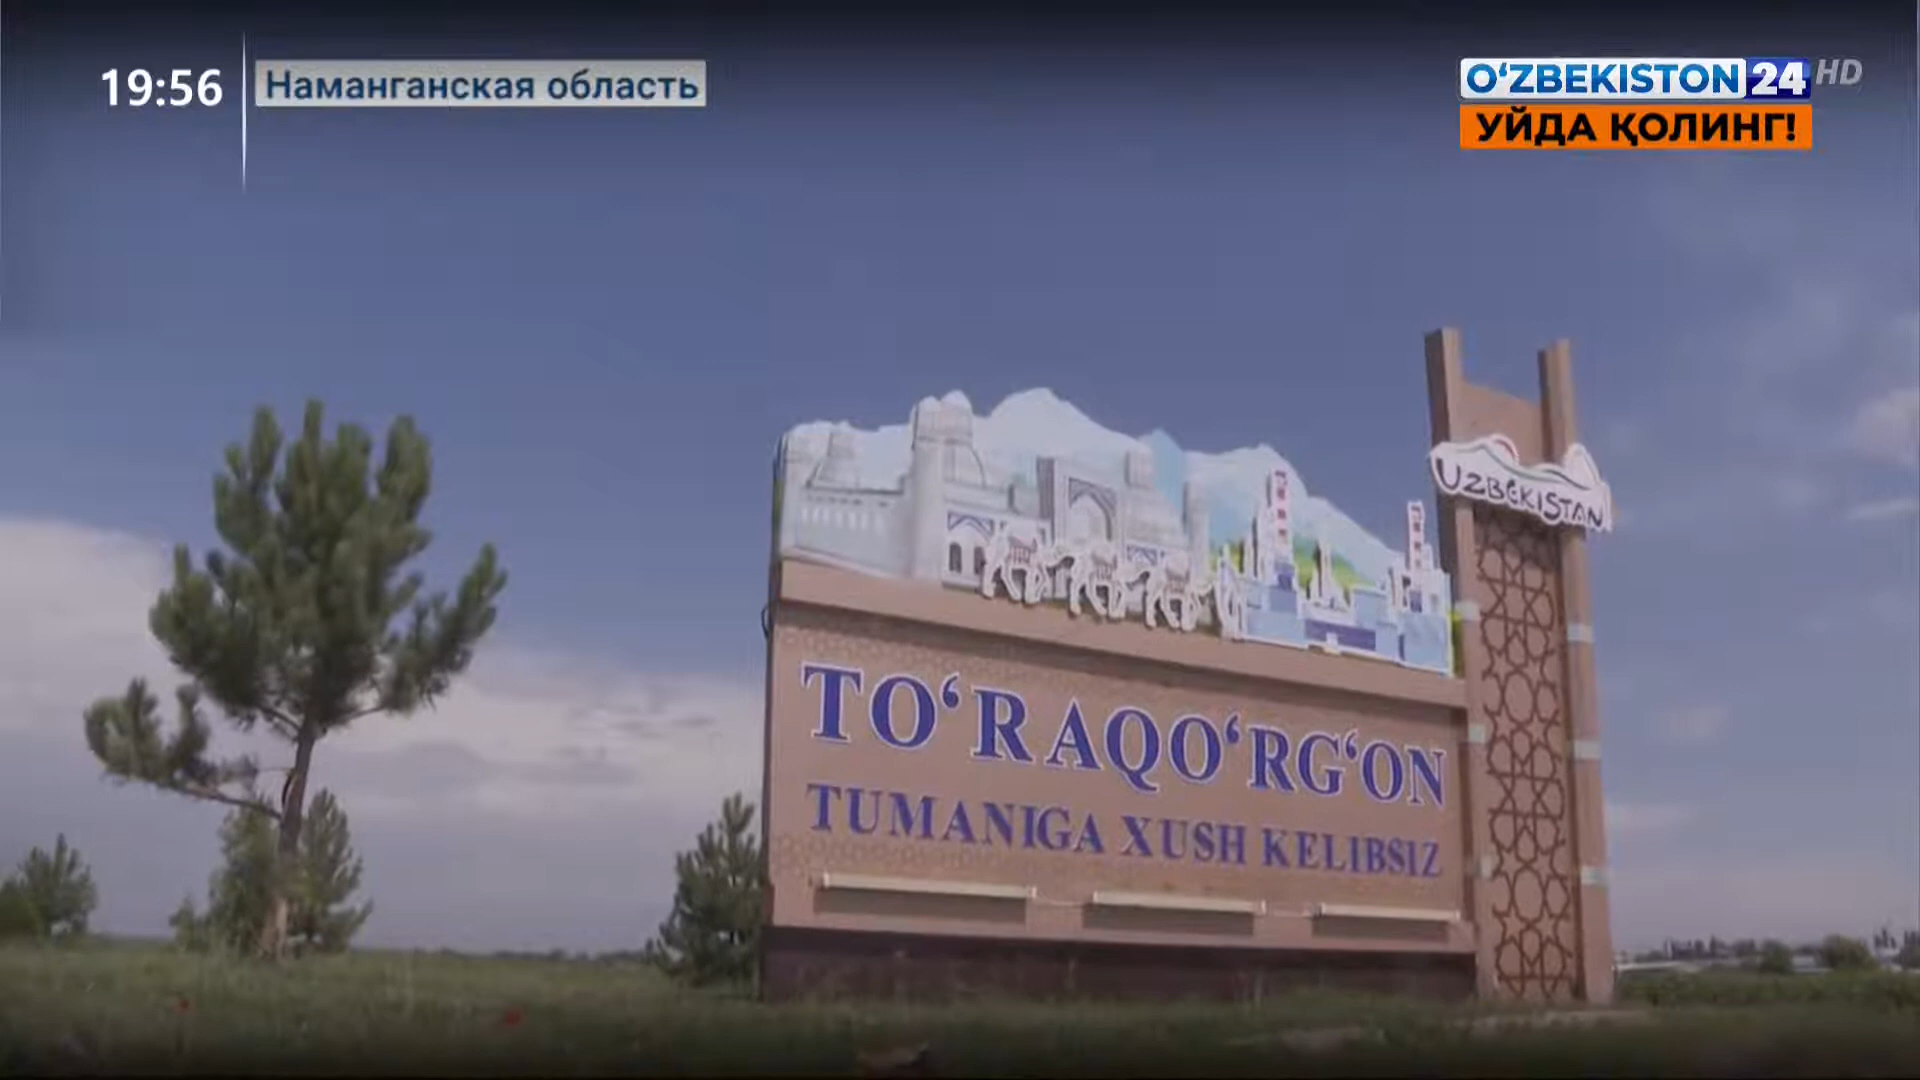 19:56
Наманганская область
O‘ZBEKISTON 24 HD
УЙДА ҚОЛИНГ!
UZBEKISTAN
TO‘RAQO‘RG‘ON
TUMANIGA XUSH KELIBSIZ